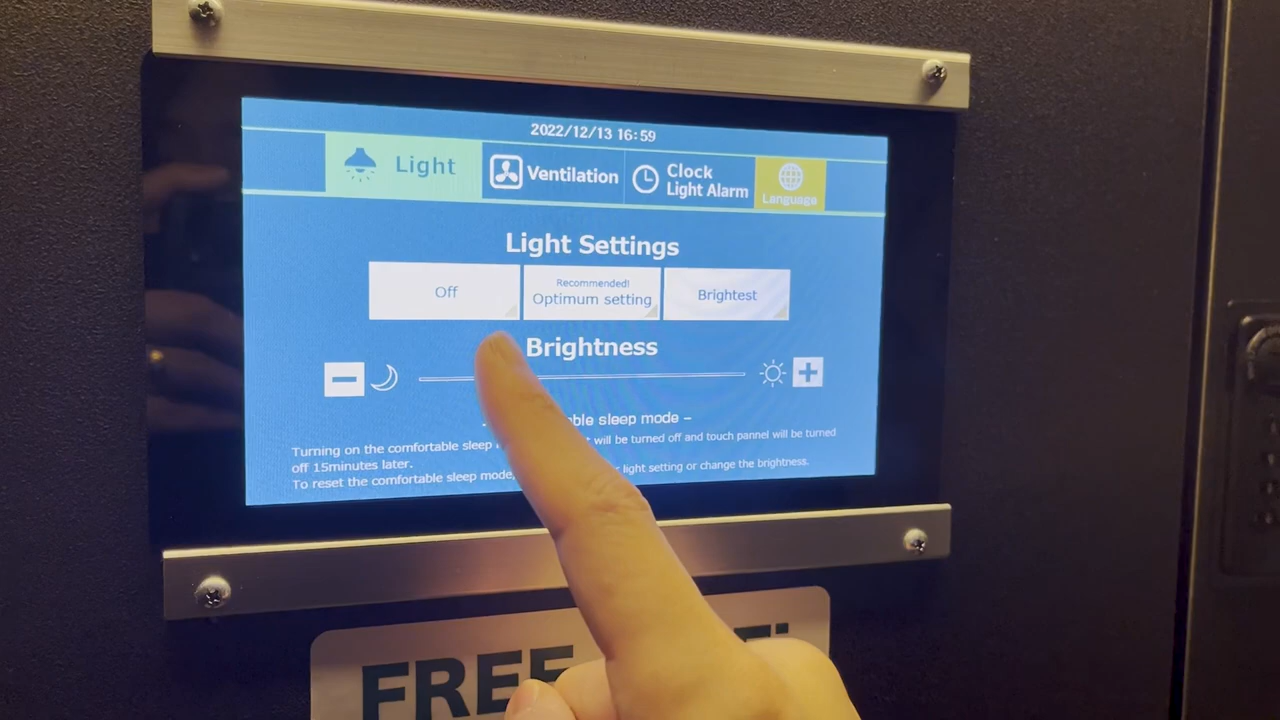 2022/12/13 16:59
Light
Ventilation
Clock
Light Alarm
Language
Light Settings
Off
Recommended!
Optimum setting
Brightest
Brightness
sleep mode –
Turning on the comfortable sleep will be turned off and touch pannel will be turned
off 15minutes later.
To reset the comfortable sleep mode, light setting or change the brightness.
FREE